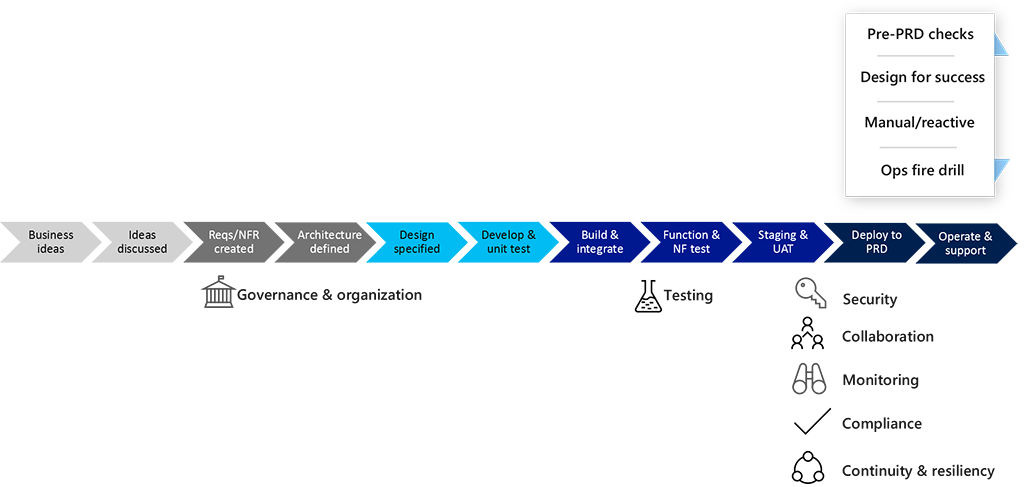 Pre-PRD checks
Design for success
Manual/reactive
Ops fire drill
Business
ideas
Ideas
discussed
Reqs/NFR
created
Architecture
defined
Design
specified
Develop &
unit test
Build &
integrate
Function &
NF test
Staging &
UAT
Deploy to
PRD
Operate &
support
Governance & organization
Testing
Security
Collaboration
Monitoring
Compliance
Continuity & resiliency